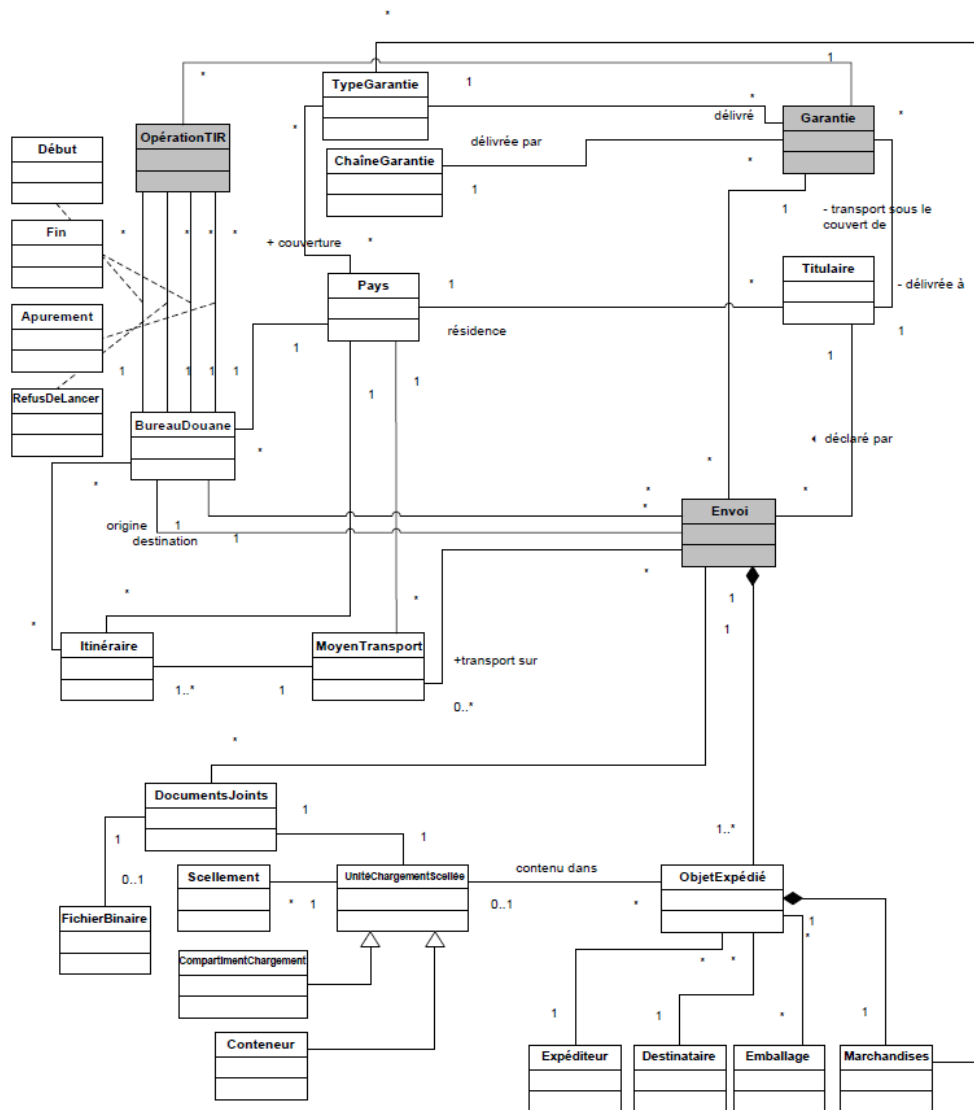 *
1
*
TypeGarantie
1
*
délivré
Garantie
*
Début
OpérationTIR
*
délivrée par
ChaîneGarantie
1
*
Fin
*
*
*
*
+ couverture
*
1
- transport sous le
couvert de
Pays
1
*
Titulaire
- délivrée à
Apurement
résidence
1
1
1
1
1
1
1
1
1
1
RefusDeLancer
BureauDouane
*
◄ déclaré par
*
*
*
*
*
origine
1
destination
1
Envoi
*
*
*
*
1
1
Itinéraire
MoyenTransport
+transport sur
1..*
1
0..*
*
DocumentsJoints
1
1
1
1..*
0..1
Scellement
UnitéChargementScellée
contenu dans
ObjetExpédié
*
1
0..1
*
1
FichierBinaire
*
*
*
CompartimentChargement
1
1
*
1
Conteneur
Expéditeur
Destinataire
Emballage
Marchandises